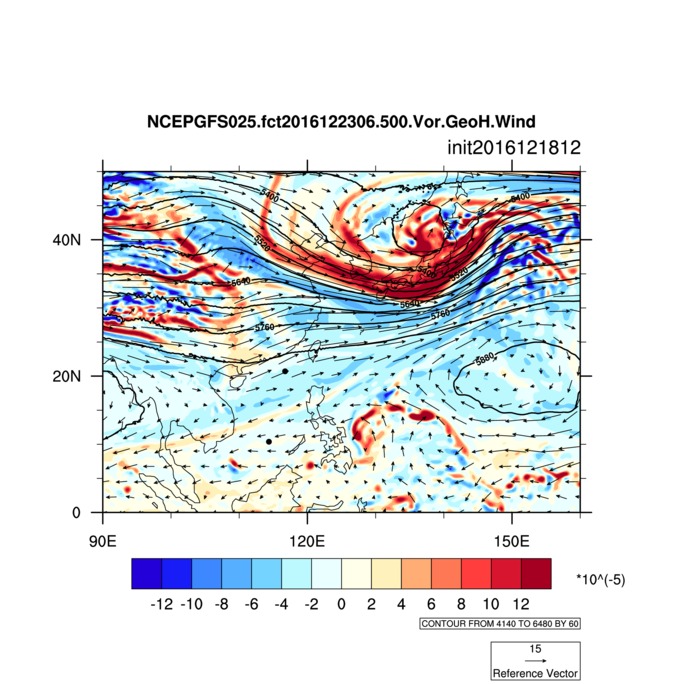 NCEPGFS025.fct2016122306.500.Vor.GeoH.Wind
init2016121812
5400
5400
5520
5520
5640
5640
5760
5760
5880
40N
20N
0
90E 120E 150E
-12 -10 -8 -6 -4 -2 0 2 4 6 8 10 12
*10^(-5)
CONTOUR FROM 4140 TO 6480 BY 60
15
Reference Vector